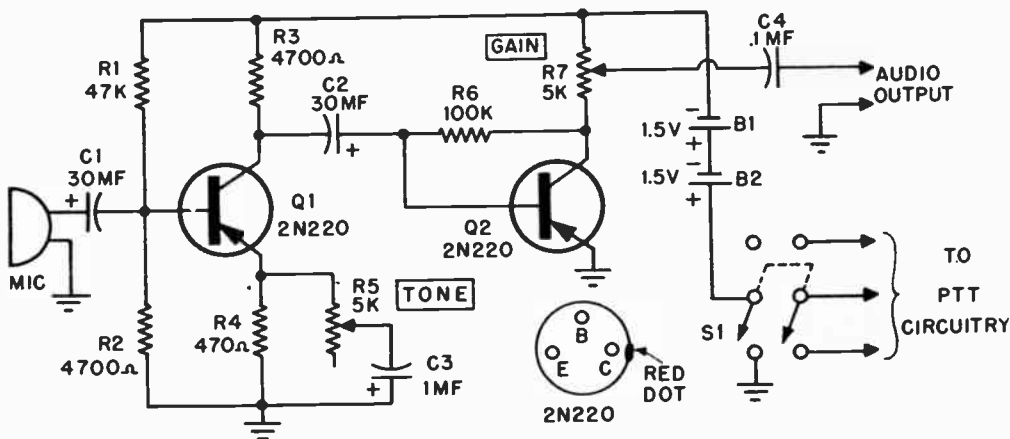 R1
47K
R3
4700Ω
C2
30MF
+
R6
100K
GAIN
R7
5K
C4
.1MF
AUDIO
OUTPUT
C1
30MF
+
MIC
Q1
2N220
Q2
2N220
-
1.5V
B1
+
-
1.5V
B2
+
R2
4700Ω
R4
470Ω
R5
5K
TONE
C3
1MF
+
B
E
C
RED
DOT
2N220
S1
TO
PTT
CIRCUITRY